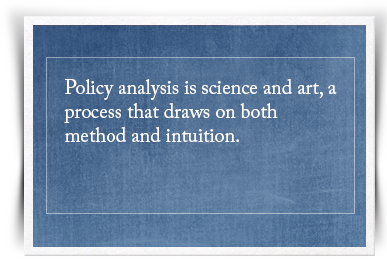 Policy analysis is science and art, a
process that draws on both
method and intuition.